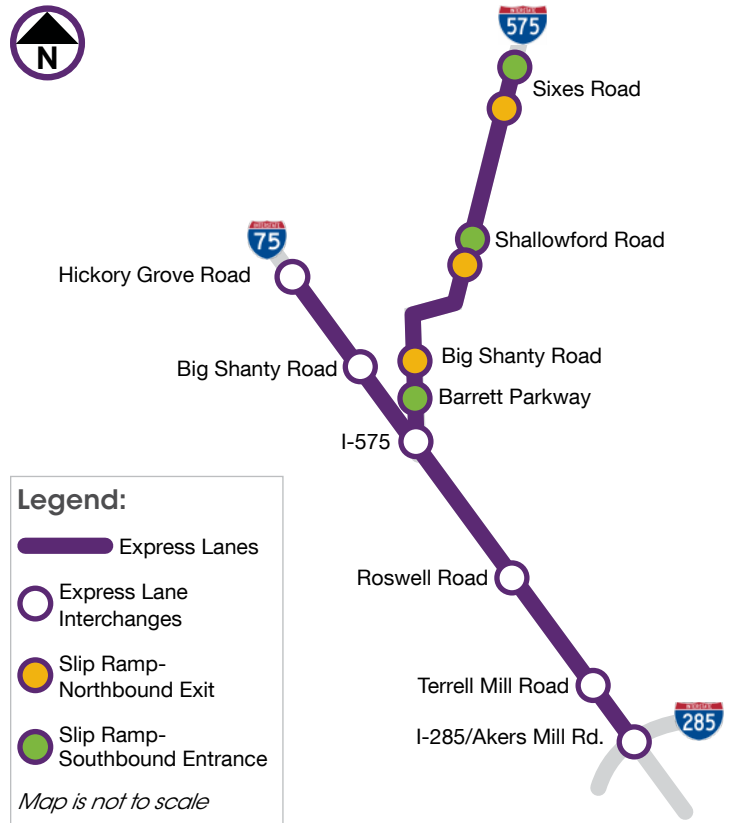 N
575
Sixes Road
75
Shallowford Road
Hickory Grove Road
Big Shanty Road
Big Shanty Road
Barrett Parkway
I-575
Legend:
Express Lanes
Express Lane
Interchanges
Slip Ramp-
Northbound Exit
Slip Ramp-
Southbound Entrance
Map is not to scale
Roswell Road
Terrell Mill Road
285
I-285/Akers Mill Rd.